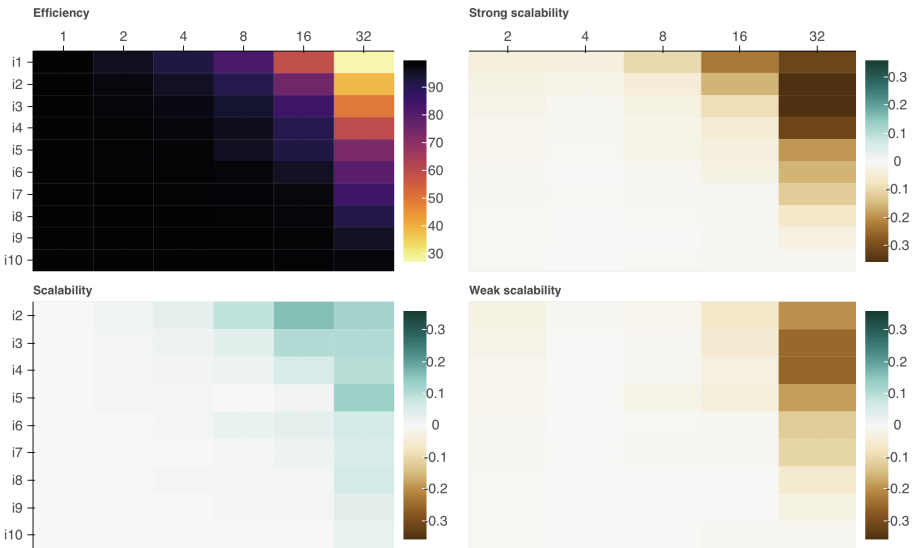 Efficiency
1 2 4 8 16 32
i1
i2
i3
i4
i5
i6
i7
i8
i9
i10
90
80
70
60
50
40
30
Strong scalability
2 4 8 16 32
0.3
0.2
0.1
0
-0.1
-0.2
-0.3
Scalability
i2
i3
i4
i5
i6
i7
i8
i9
i10
0.3
0.2
0.1
0
-0.1
-0.2
-0.3
Weak scalability
0.3
0.2
0.1
0
-0.1
-0.2
-0.3